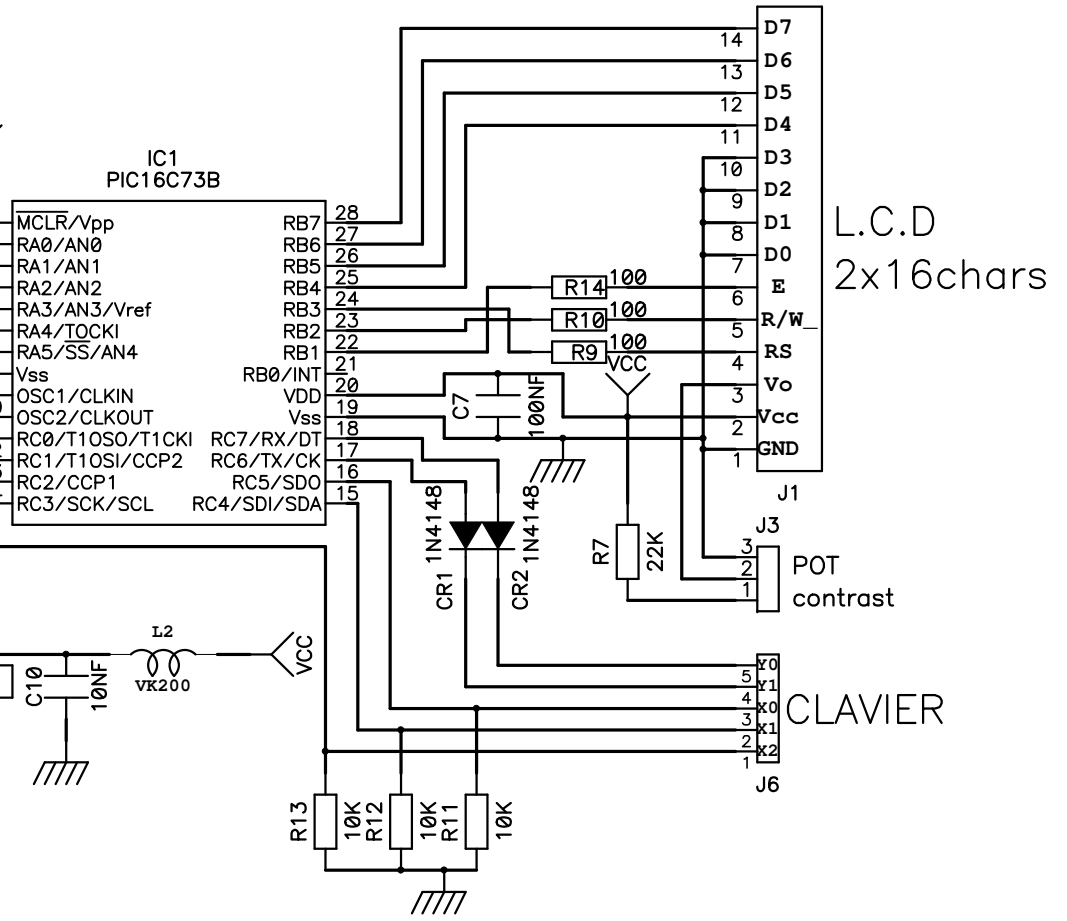 IC1
PIC16C73B
MCLR/Vpp
RA0/AN0
RA1/AN1
RA2/AN2
RA3/AN3/Vref
RA4/TOCKI
RA5/SS/AN4
Vss
OSC1/CLKIN
OSC2/CLKOUT
RC0/T1OSO/T1CKI
RC1/T1OSI/CCP2
RC2/CCP1
RC3/SCK/SCL
RB7 28
RB6 27
RB5 26
RB4 25
RB3 24
RB2 23
RB1 22
RB0/INT 21
VDD 20
Vss 19
RC7/RX/DT 18
RC6/TX/CK 17
RC5/SDO 16
RC4/SDI/SDA 15
14 D7
13 D6
12 D5
11 D4
10 D3
9 D2
8 D1
7 D0
6 E
5 R/W_
4 RS
3 Vo
2 Vcc
1 GND
J1
L.C.D
2x16chars
R14 100
R10 100
R9 100
VCC
C7
100NF
1N4148
CR1
1N4148
CR2
R7
22K
J3
3
2
1
POT
contrast
L2
VK200
VCC
C10
10NF
Y0
5 Y1
4 X0
3 X1
2 X2
1
J6
CLAVIER
R13
10K
R12
10K
R11
10K